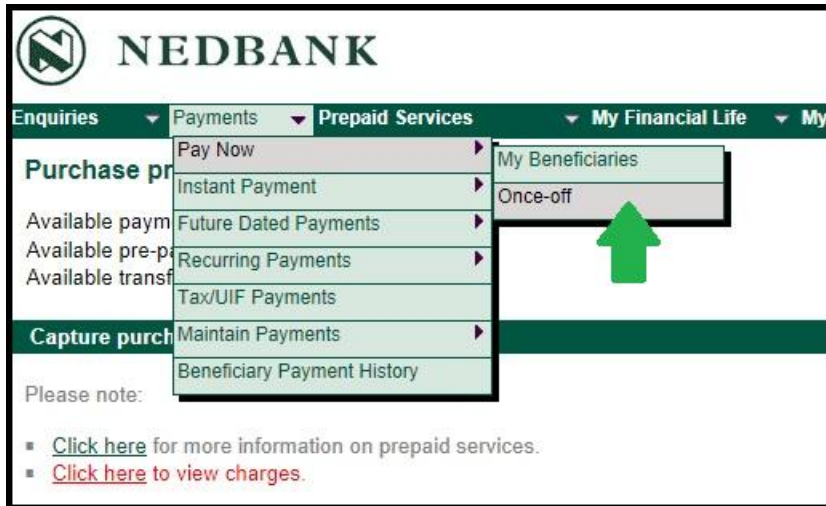 NEDBANK
Enquiries Payments Prepaid Services My Financial Life My
Purchase pr
Pay Now
My Beneficiaries
Instant Payment
Once-off
Available paym
Future Dated Payments
Available pre-pa
Recurring Payments
Available transf
Tax/UIF Payments
Capture purch
Maintain Payments
Beneficiary Payment History
Please note:
Click here for more information on prepaid services.
Click here to view charges.